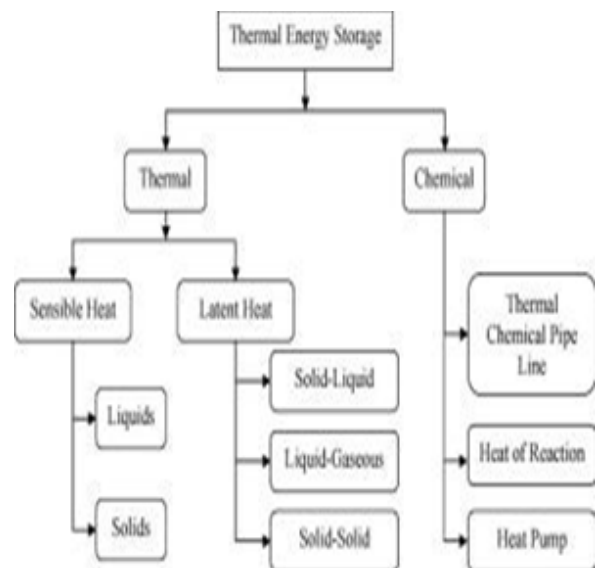 Thermal Energy Storage
Thermal
Chemical
Sensible Heat
Latent Heat
Thermal
Chemical Pipe
Line
Solid-Liquid
Liquids
Liquid-Gaseous
Heat of Reaction
Solids
Solid-Solid
Heat Pump